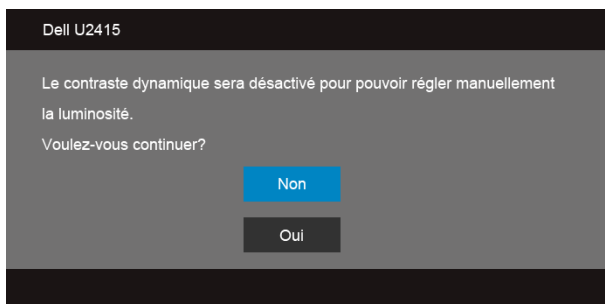 Dell U2415
Le contraste dynamique sera désactivé pour pouvoir régler manuellement
la luminosité.
Voulez-vous continuer?
Non
Oui